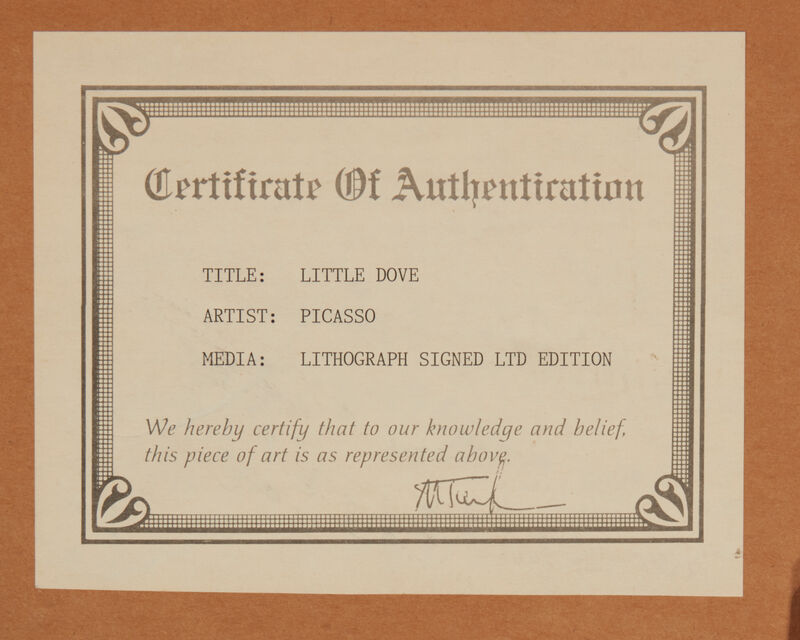 Certificate Of Authentication
TITLE: LITTLE DOVE
ARTIST: PICASSO
MEDIA: LITHOGRAPH SIGNED LTD EDITION
We hereby certify that to our knowledge and belief,
this piece of art is as represented above.